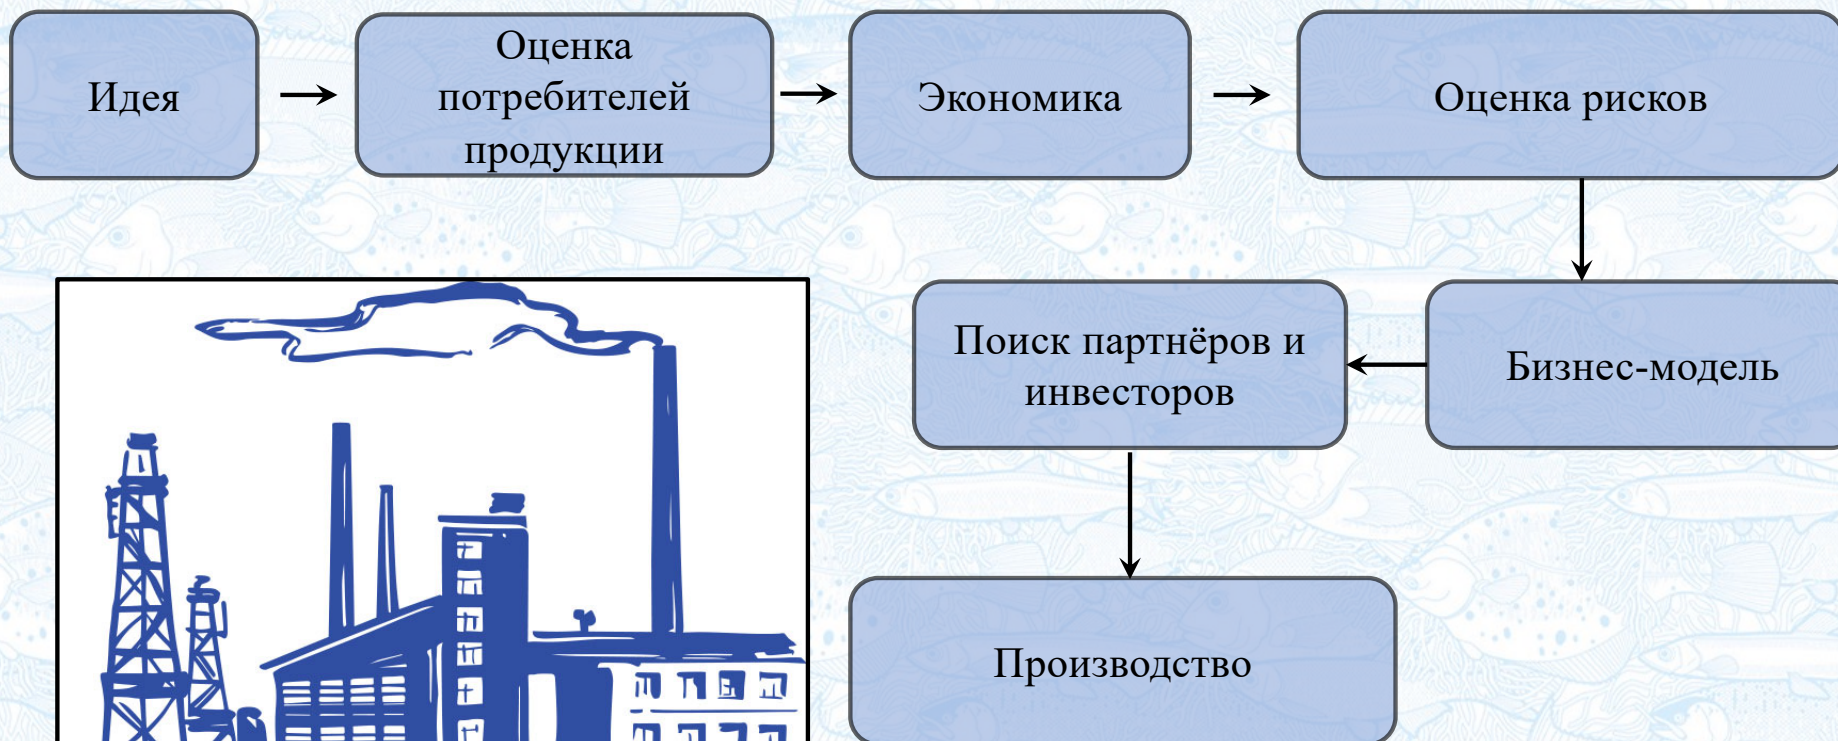 Идея
Оценка
потребителей
продукции
Экономика
Оценка рисков
Поиск партнёров и
инвесторов
Бизнес-модель
Производство